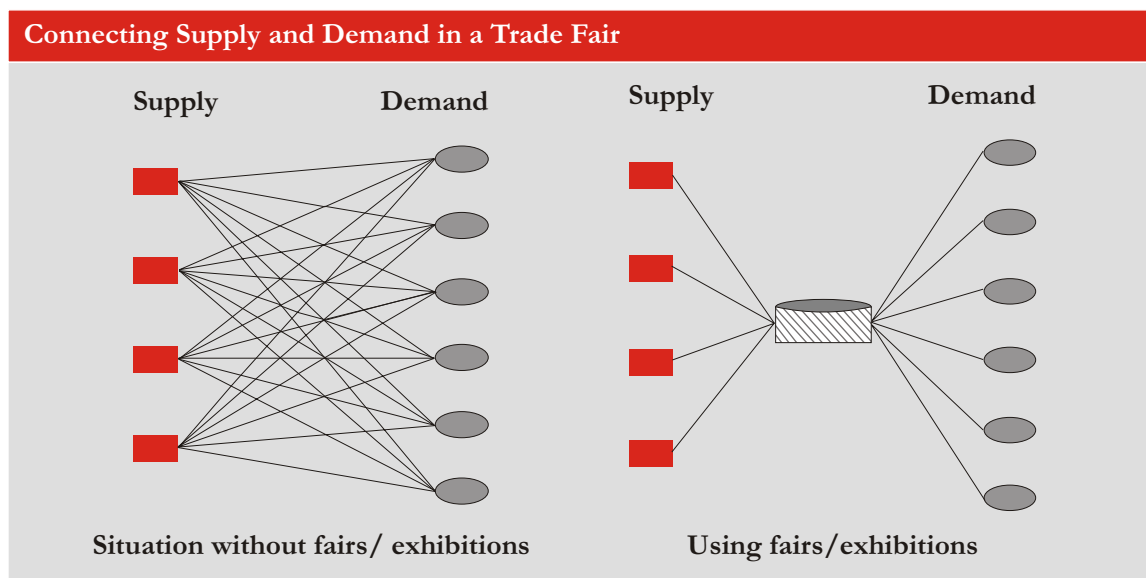 Connecting Supply and Demand in a Trade Fair
Supply Demand
Supply Demand
Situation without fairs/ exhibitions
Using fairs/exhibitions